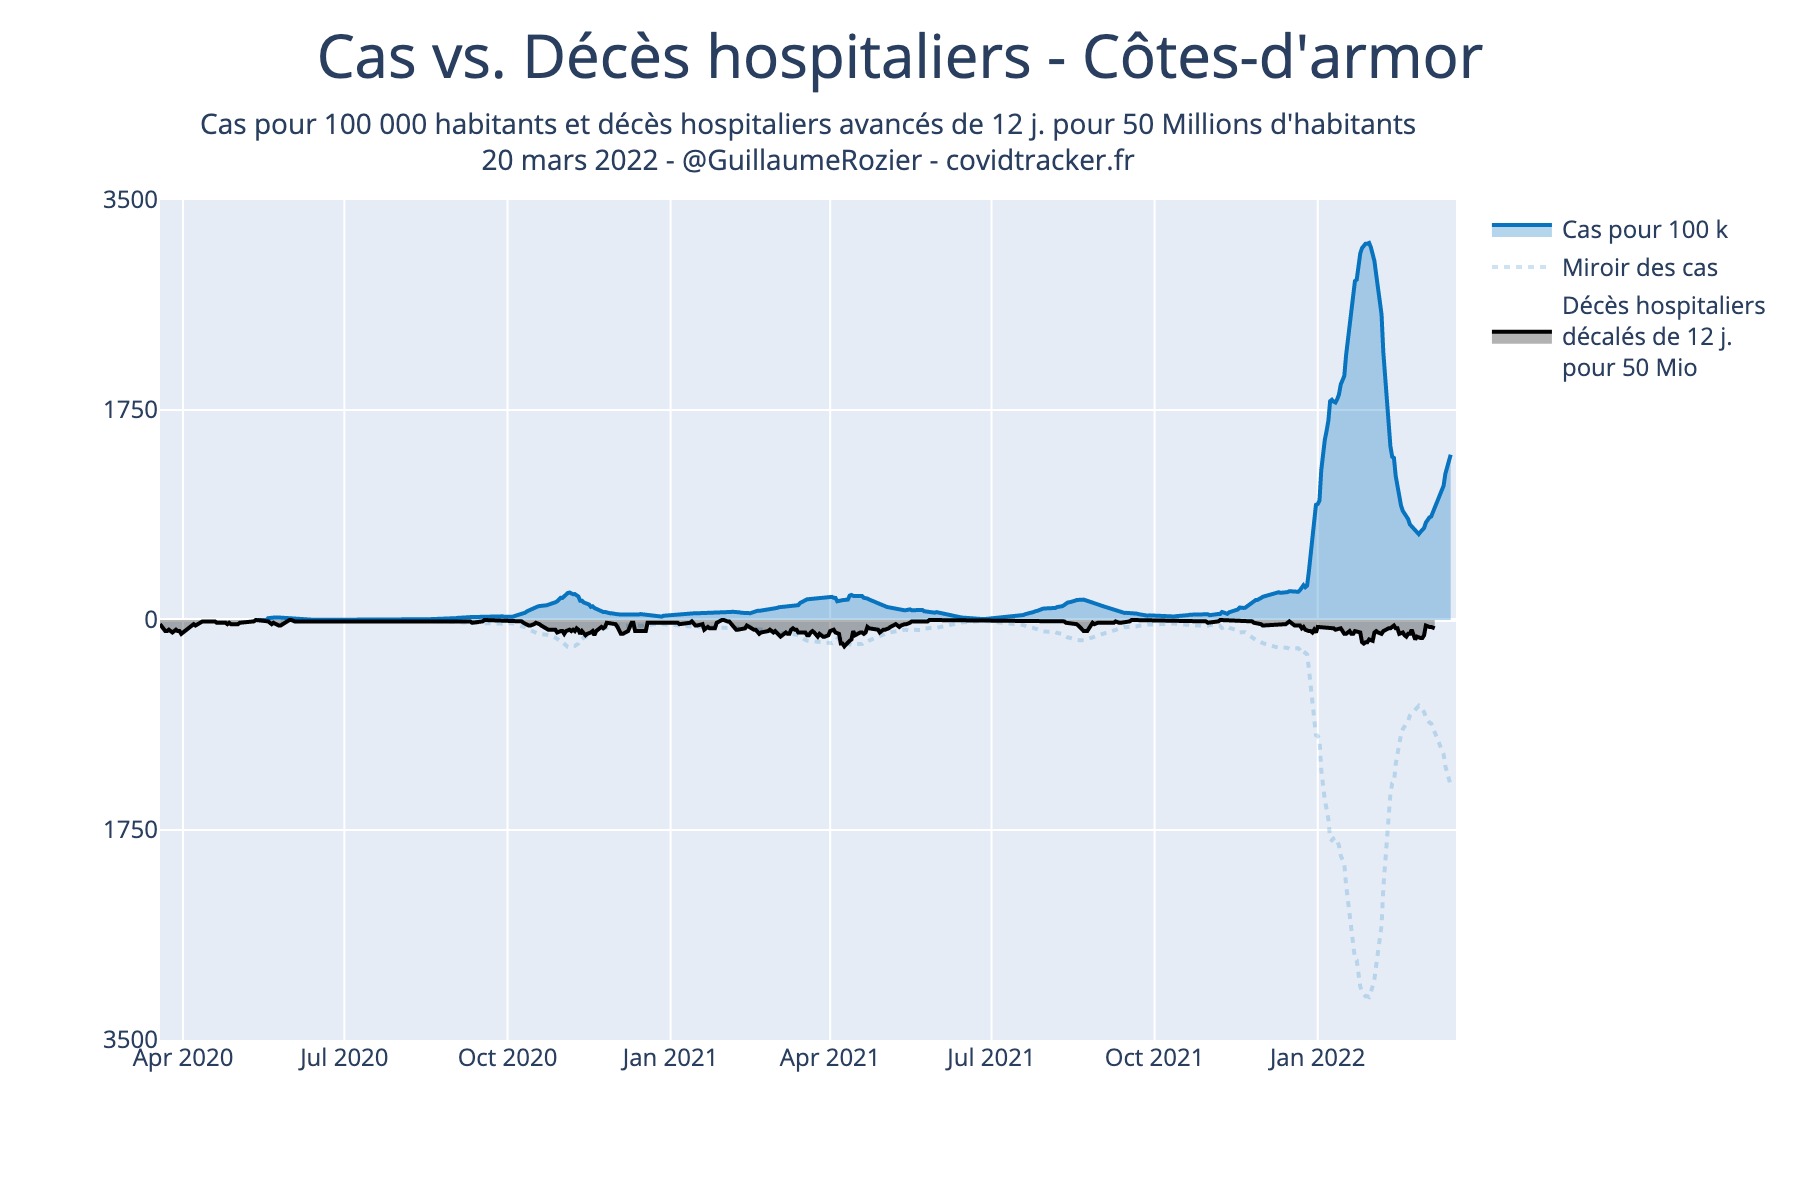 Cas vs. Décès hospitaliers - Côtes-d'armor
Cas pour 100 000 habitants et décès hospitaliers avancés de 12 j. pour 50 Millions d'habitants
20 mars 2022 - @GuillaumeRozier - covidtracker.fr
3500
1750
0
1750
3500
Apr 2020
Jul 2020
Oct 2020
Jan 2021
Apr 2021
Jul 2021
Oct 2021
Jan 2022
Cas pour 100 k
Miroir des cas
Décès hospitaliers
décalés de 12 j.
pour 50 Mio